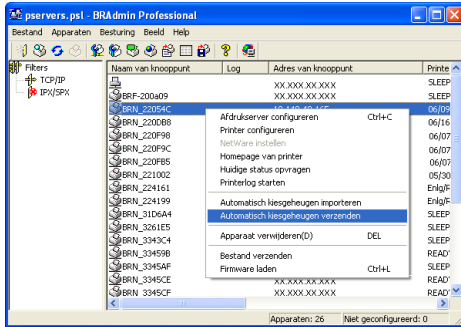 pservers.psl - BRAdmin Professional
Bestand Apparaten Besturing Beeld Help
Filters
TCP/IP
IPX/SPX
Naam van knooppunt Log Adres van knooppunt Printe
XX.XXX.XX.XXX SLEEP
BRF-200a09 XX.XXX.XX.XXX SLEEP
BRN_22054C 06/09
BRN_220DB8 06/16
BRN_220F98 06/07
BRN_220F9C 06/07
BRN_220FB5 06/07
BRN_221002 05/30
BRN_224161 Enlg/F
BRN_224199 Enlg/F
BRN_31D6A4 SLEEP
BRN_3261E5 SLEEP
BRN_3343C4 SLEEP
BRN_33459B READY
BRN_3345AF SLEEP
BRN_3345CE XX.XXX.XX.XXX READY
BRN_3345CF XX.XXX.XX.XXX READY
Afdrukserver configureren Ctrl+C
Printer configureren
NetWare instellen
Homepage van printer
Huidige status opvragen
Printerlog starten
Automatisch kiesgeheugen importeren
Automatisch kiesgeheugen verzenden
Apparaat verwijderen(D) DEL
Bestand verzenden
Firmware laden Ctrl+L
Apparaten: 26 Niet geconfigureerd: 0